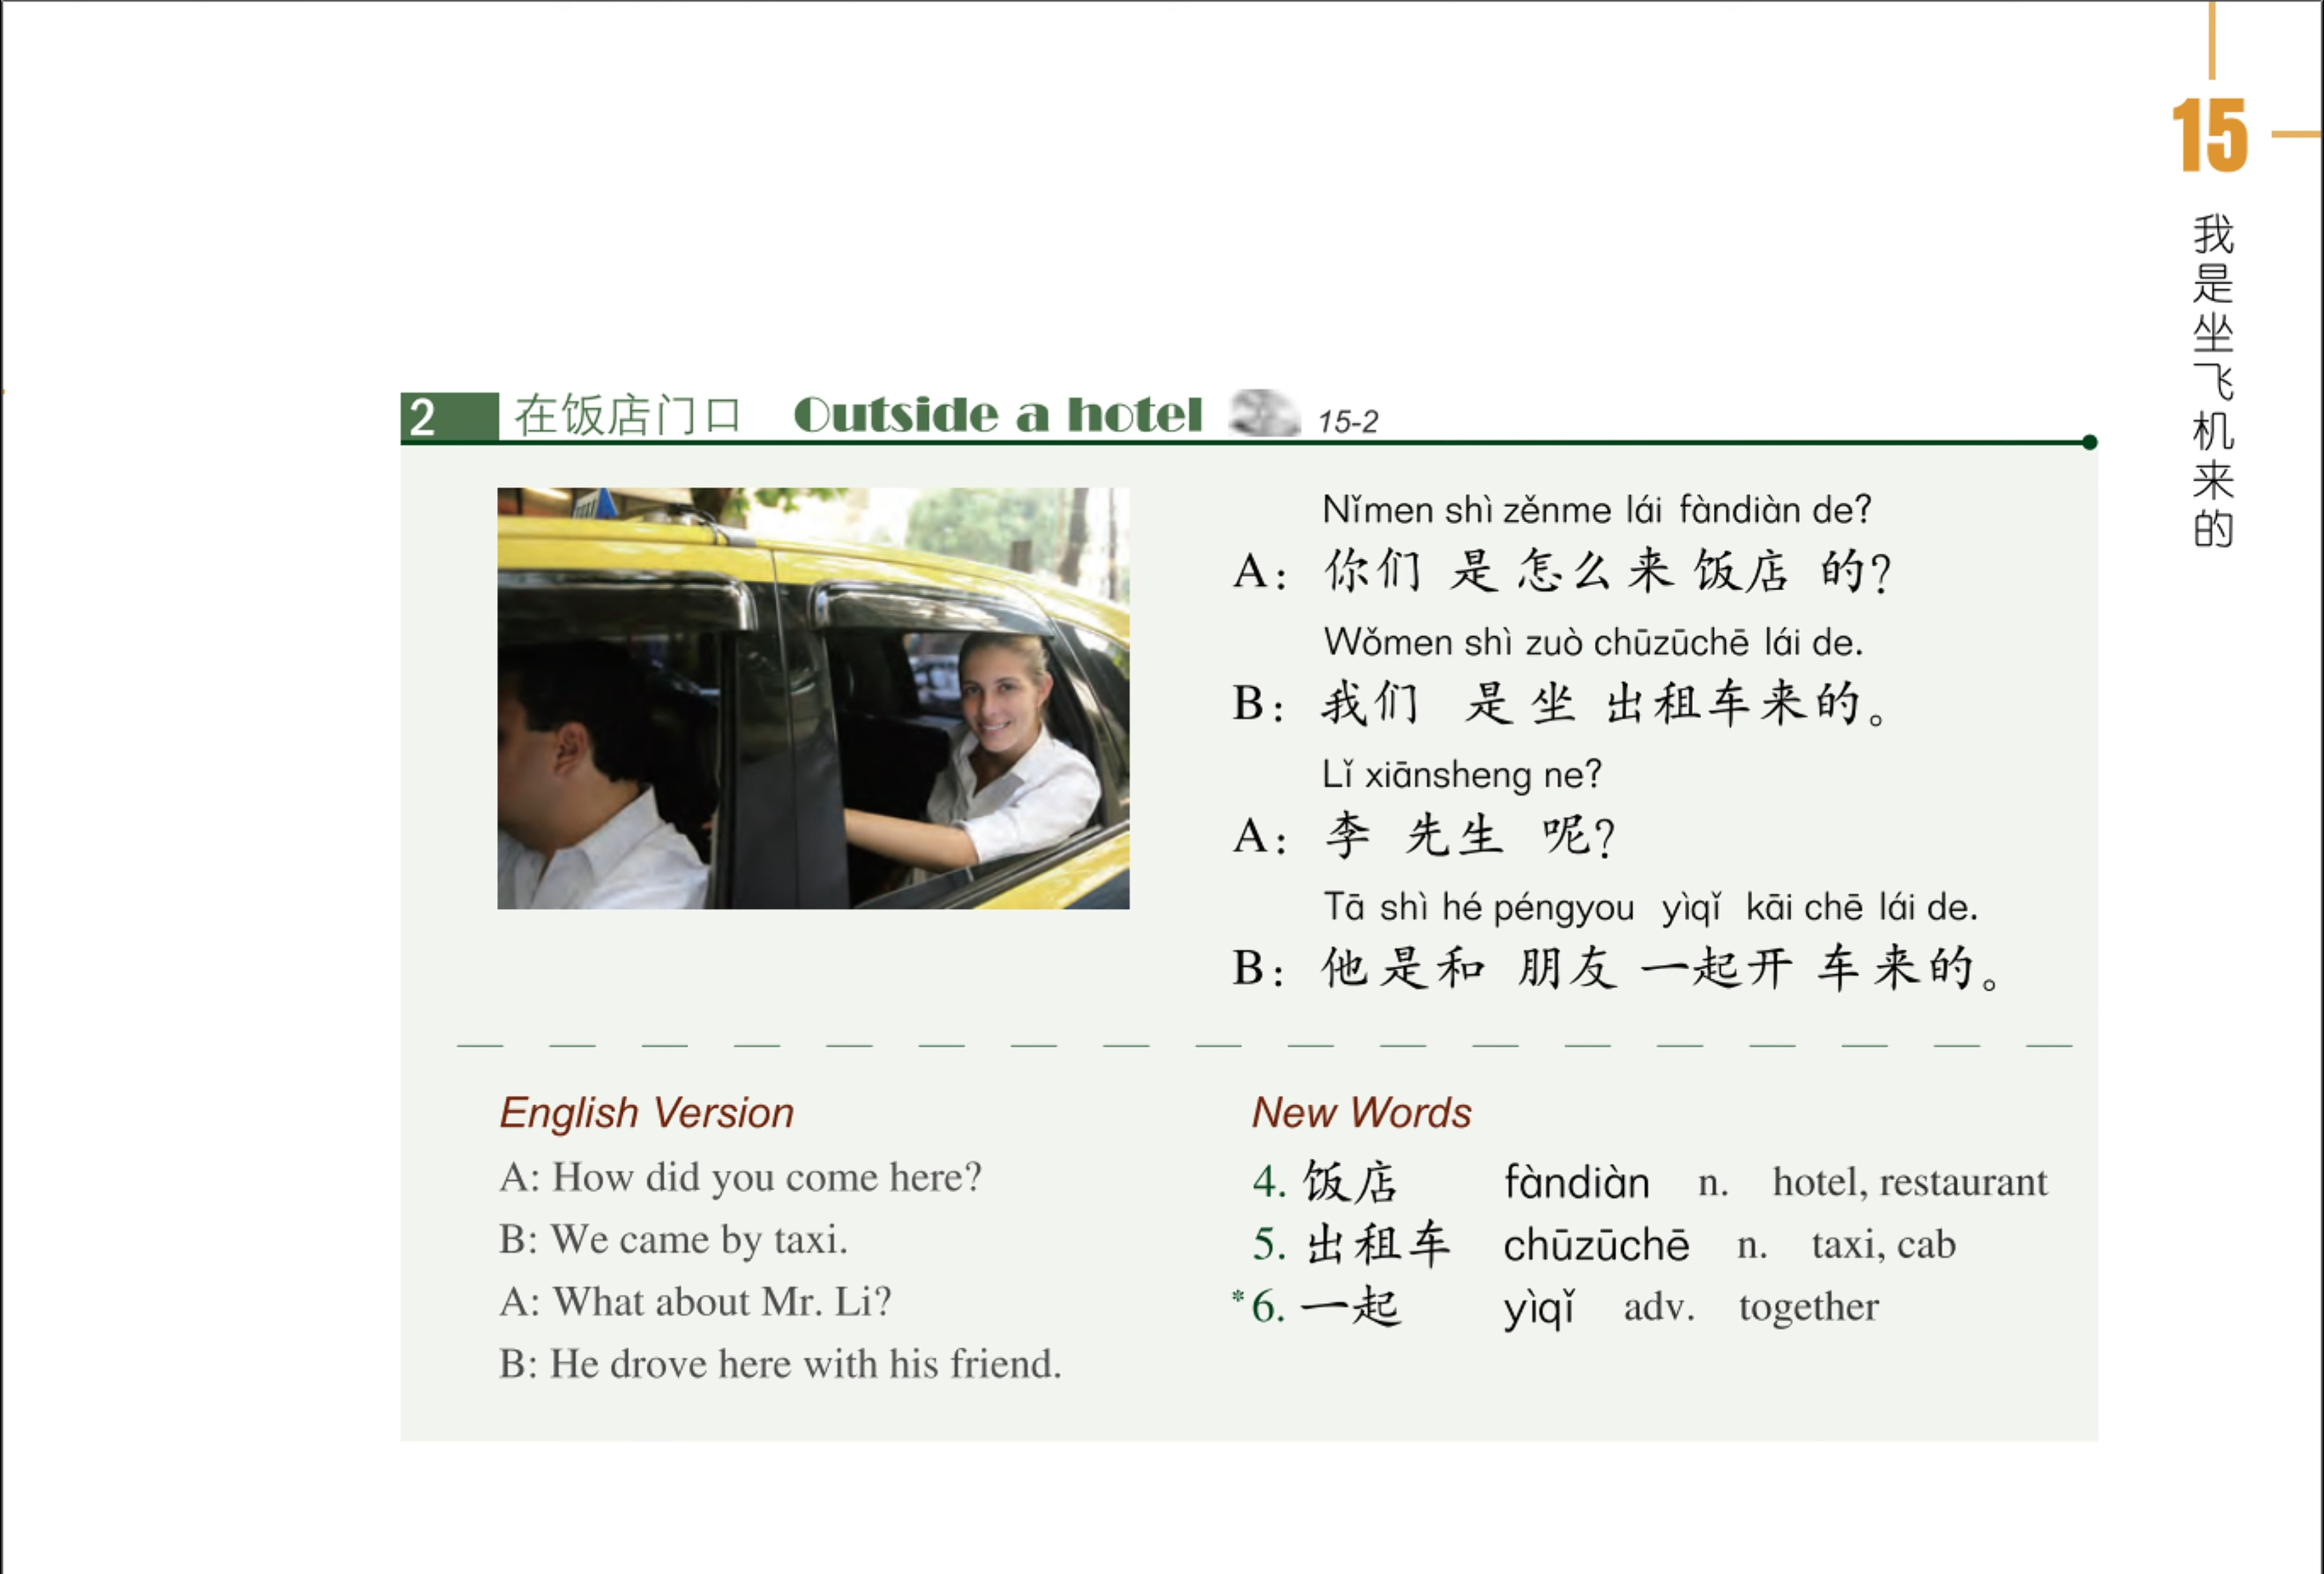 15
我是坐飞机来的
2 在饭店门口 Outside a hotel 15-2
Nǐmen shì zěnme lái fàndiàn de?
A: 你们 是 怎么 来 饭店 的?
Wǒmen shì zuò chūzūchē lái de.
B: 我们 是 坐 出租车来的。
Lǐ xiānsheng ne?
A: 李 先生 呢?
Tā shì hé péngyou yìqǐ kāi chē lái de.
B: 他 是 和 朋友 一起开 车 来的。
English Version
A: How did you come here?
B: We came by taxi.
A: What about Mr. Li?
B: He drove here with his friend.
New Words
4. 饭店 fàndiàn n. hotel, restaurant
5. 出租车 chūzūchē n. taxi, cab
*6. 一起 yìqǐ adv. together